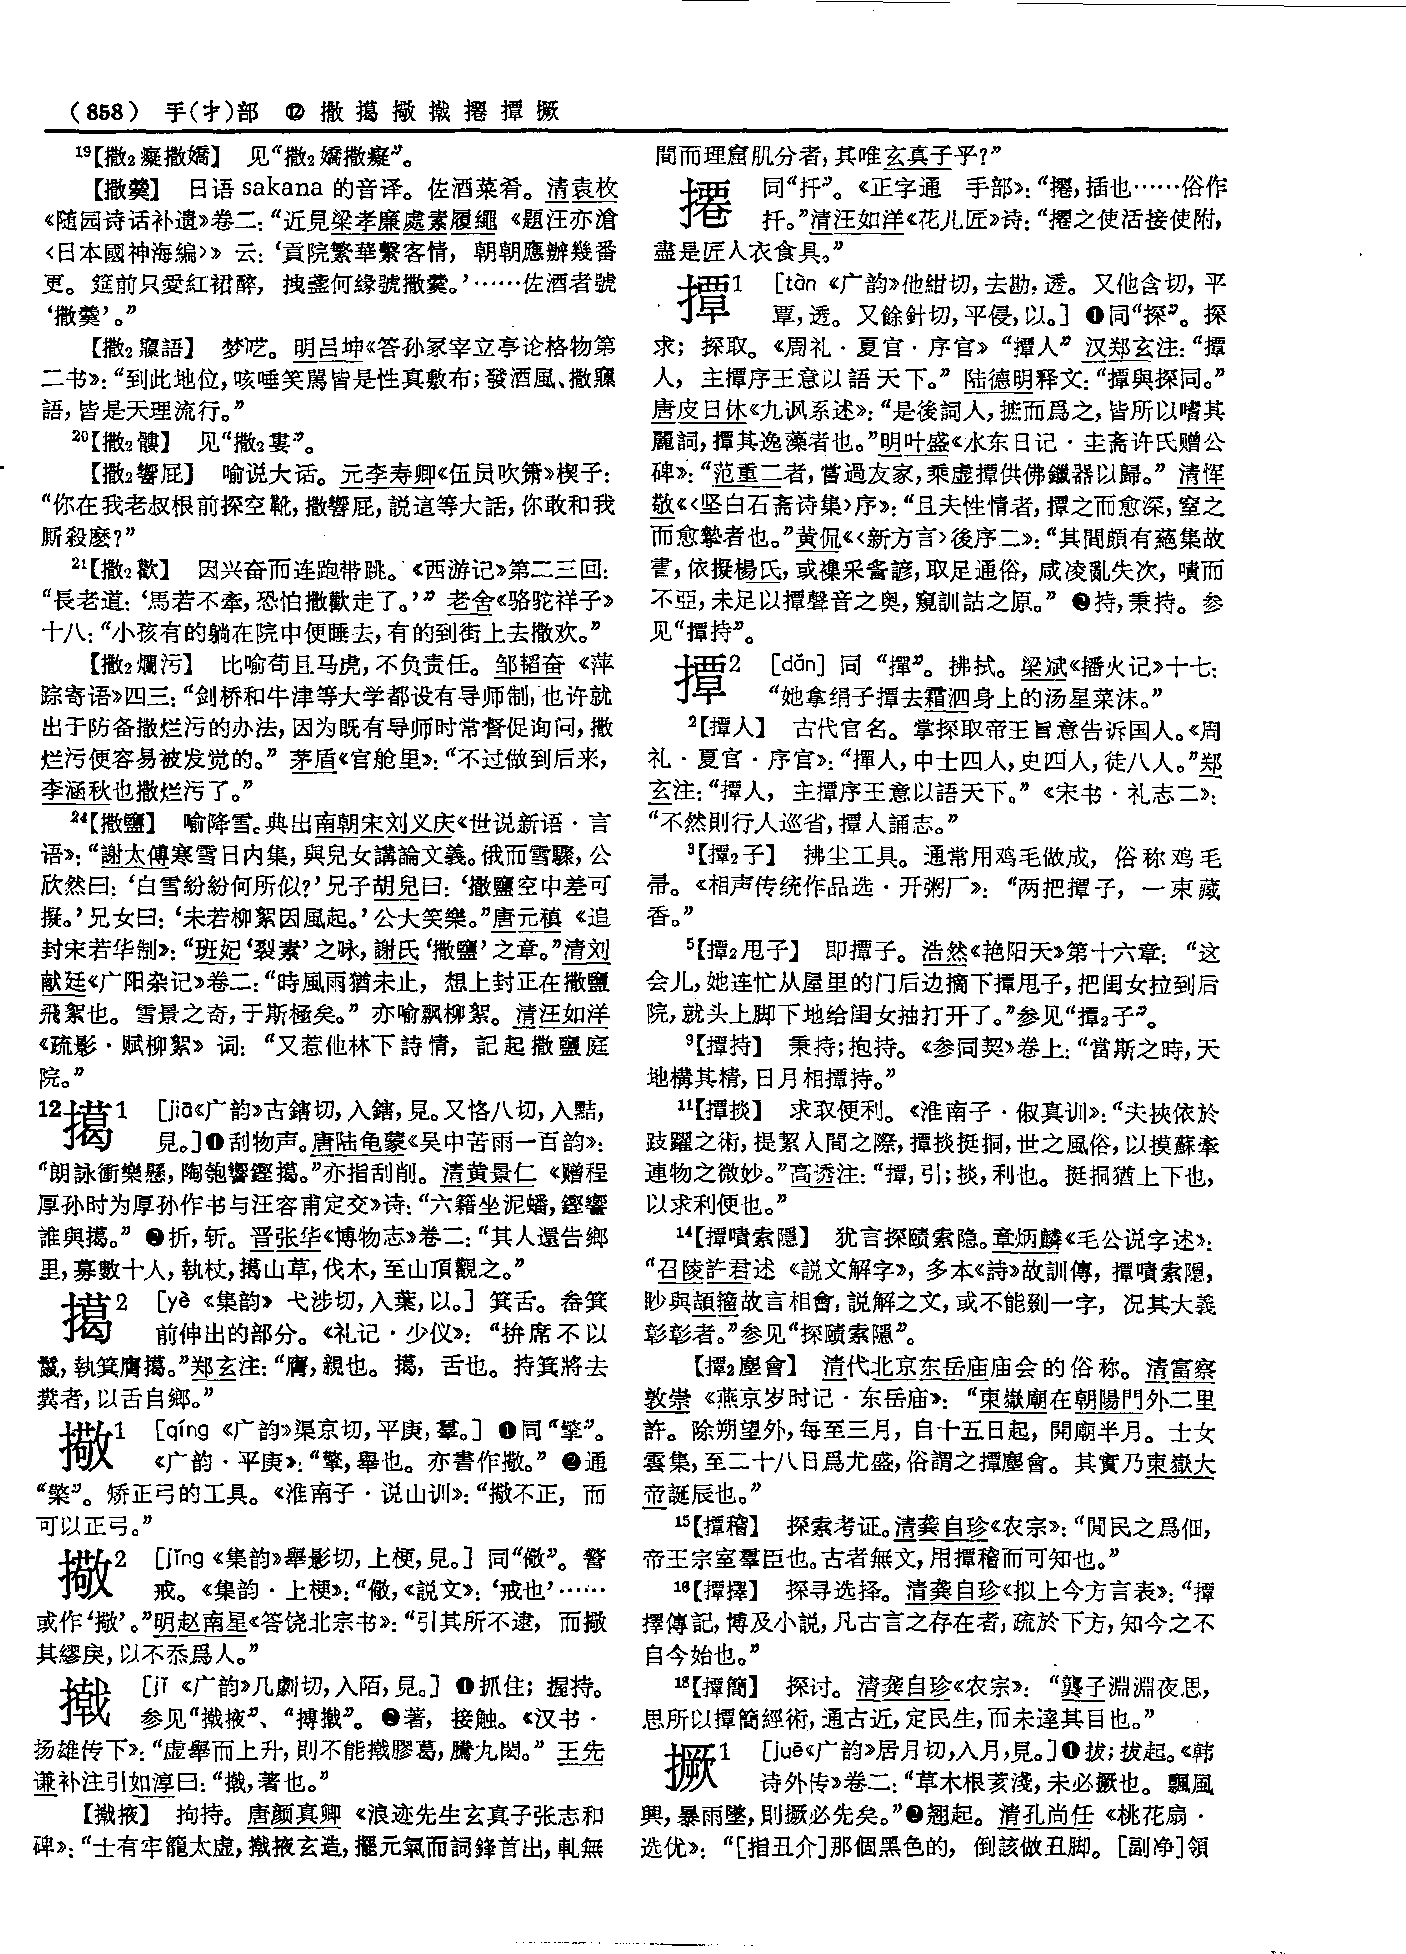 (858) 手(扌)部 ⑫ 撒 擖 撽 撠 㩃 撢 撅
¹⁹【撒₂癡撒嬌】 见“撒₂嬌撒癡”。
【撒羹】 日语 sakana 的音译。佐酒菜肴。清袁枚
《随园诗话补遗》卷二:“近見梁孝廉處素履繩《題汪亦滄
〈日本國神海編〉》云:‘貢院繁華繫客情,朝朝應辦幾番
更。筵前只愛紅裙醉,拽盞何緣號撒羹。’……佐酒者號
‘撒羹’。”
【撒₂寱語】 梦呓。明吕坤《答孙冢宰立亭论格物第
二书》:“到此地位,咳唾笑罵皆是性真敷布;發酒風、撒寱
語,皆是天理流行。”
²⁰【撒₂髏】 见“撒₂婁”。
【撒₂響屁】 喻说大话。元李寿卿《伍员吹箫》楔子:
“你在我老叔根前探空靴,撒響屁,説這等大話,你敢和我
厮殺麽?”
²¹【撒₂歡】 因兴奋而连跑带跳。《西游记》第二三回:
“長老道:‘馬若不牽,恐怕撒歡走了。’” 老舍《骆驼祥子》
十八:“小孩有的躺在院中便睡去,有的到街上去撒欢。”
【撒₂爛污】 比喻苟且马虎,不负责任。邹韬奋《萍
踪寄语》四三:“剑桥和牛津等大学都设有导师制,也许就
出于防备撒烂污的办法,因为既有导师时常督促询问,撒
烂污便容易被发觉的。” 茅盾《官舱里》:“不过做到后来,
李涵秋也撒烂污了。”
²⁴【撒鹽】 喻降雪。典出南朝宋刘义庆《世说新语·言
语》:“謝太傅寒雪日内集,與兒女講論文義。俄而雪驟,公
欣然曰:‘白雪紛紛何所似?’兄子胡兒曰:‘撒鹽空中差可
擬。’兄女曰:‘未若柳絮因風起。’公大笑樂。”唐元稹《追
封宋若华制》:“班妃‘裂素’之咏,謝氏‘撒鹽’之章。”清刘
献廷《广阳杂记》卷二:“時風雨猶未止,想上封正在撒鹽
飛絮也。雪景之奇,于斯極矣。” 亦喻飘柳絮。清汪如洋
《疏影·赋柳絮》词:“又惹他林下詩情,記起撒鹽庭
院。”
12擖1 [jiā《广韵》古鎋切,入鎋,見。又恪八切,入黠,
見。]❶刮物声。唐陆龟蒙《吴中苦雨一百韵》:
“朗詠衝樂懸,陶匏響鏗擖。”亦指刮削。清黄景仁《赠程
厚孙时为厚孙作书与汪容甫定交》诗:“六籍坐泥蟠,鏗響
誰與擖。” ❷折,斩。晋张华《博物志》卷二:“其人還告鄉
里,募數十人,執杖,擖山草,伐木,至山頂觀之。”
擖2 [yè 《集韵》弋涉切,入葉,以。] 箕舌。畚箕
前伸出的部分。《礼记·少仪》:“拚席不以
鬣,執箕膺擖。”郑玄注:“膺,親也。擖,舌也。持箕將去
糞者,以舌自鄉。”
撽1 [qíng 《广韵》渠京切,平庚,羣。] ❶同“擎”。
《广韵·平庚》:“擎,舉也。亦書作撽。” ❷通
“檠”。矫正弓的工具。《淮南子·说山训》:“撽不正,而
可以正弓。”
撽2 [jǐng 《集韵》舉影切,上梗,見。] 同“儆”。警
戒。《集韵·上梗》:“儆,《説文》:‘戒也’……
或作‘撽’。”明赵南星《答饶北宗书》:“引其所不逮,而撽
其繆戾,以不忝爲人。”
撠 [jǐ 《广韵》几劇切,入陌,見。] ❶抓住;握持。
参见“撠掖”、“搏撠”。❷著,接触。《汉书·
扬雄传下》:“虚舉而上升,則不能撠膠葛,騰九閎。” 王先
谦补注引如淳曰:“撠,著也。”
【撠掖】 拘持。唐颜真卿《浪迹先生玄真子张志和
碑》:“士有牢籠太虚,撠掖玄造,擺元氣而詞鋒首出,軋無
間而理窟肌分者,其唯玄真子乎?”
㩃 同“扦”。《正字通 手部》:“㩃,插也……俗作
扦。”清汪如洋《花儿匠》诗:“㩃之使活接使附,
盡是匠人衣食具。”
撢1 [tàn 《广韵》他紺切,去勘,透。又他含切,平
覃,透。又餘針切,平侵,以。] ❶同“探”。探
求;探取。《周礼·夏官·序官》“撢人” 汉郑玄注:“撢
人,主撢序王意以語天下。” 陆德明释文:“撢與探同。”
唐皮日休《九讽系述》:“是後詞人,摭而爲之,皆所以嗜其
麗詞,撢其逸藻者也。”明叶盛《水东日记·圭斋许氏赠公
碑》:“范重二者,嘗過友家,乘虚撢供佛鑞器以歸。” 清恽
敬《〈坚白石斋诗集〉序》:“且夫性情者,撢之而愈深,窒之
而愈摯者也。”黄侃《〈新方言〉後序二》:“其間頗有蕝集故
書,依擬楊氏,或襍采畲諺,取足通俗,咸凌亂失次,嘖而
不亞,未足以撢聲音之奥,窺訓詁之原。” ❷持,秉持。参
见“撢持”。
撢2 [dǎn] 同“撣”。拂拭。梁斌《播火记》十七:
“她拿绢子撢去霜泗身上的汤星菜沫。”
²【撢人】 古代官名。掌探取帝王旨意告诉国人。《周
礼·夏官·序官》:“撢人,中士四人,史四人,徒八人。”郑
玄注:“撢人,主撢序王意以語天下。”《宋书·礼志二》:
“不然則行人巡省,撢人誦志。”
³【撢₂子】 拂尘工具。通常用鸡毛做成,俗称鸡毛
帚。《相声传统作品选·开粥厂》:“两把撢子,一束藏
香。”
⁵【撢₂甩子】 即撢子。浩然《艳阳天》第十六章:“这
会儿,她连忙从屋里的门后边摘下撢甩子,把闺女拉到后
院,就头上脚下地给闺女抽打开了。”参见“撢₂子”。
⁹【撢持】 秉持;抱持。《参同契》卷上:“當斯之時,天
地構其精,日月相撢持。”
¹¹【撢掞】 求取便利。《淮南子·俶真训》:“夫挾依於
跂躍之術,提絜人間之際,撢掞挺挏,世之風俗,以摸蘇牽
連物之微妙。”高诱注:“撢,引;掞,利也。挺挏猶上下也,
以求利便也。”
¹⁴【撢嘖索隱】 犹言探赜索隐。章炳麟《毛公说字述》:
“召陵許君述《説文解字》,多本《詩》故訓傳,撢嘖索隱,
眇與頡籀故言相會,説解之文,或不能到一字,況其大義
彰彰者。”参见“探賾索隱”。
【撢₂塵會】 清代北京东岳庙庙会的俗称。清富察
敦崇《燕京岁时记·东岳庙》:“東嶽廟在朝陽門外二里
許。除朔望外,每至三月,自十五日起,開廟半月。士女
雲集,至二十八日爲尤盛,俗謂之撢塵會。其實乃東嶽大
帝誕辰也。”
¹⁵【撢稽】 探索考证。清龚自珍《农宗》:“閒民之爲佃,
帝王宗室羣臣也。古者無文,用撢稽而可知也。”
¹⁶【撢擇】 探寻选择。清龚自珍《拟上今方言表》:“撢
擇傳記,博及小説,凡古言之存在者,疏於下方,知今之不
自今始也。”
¹⁸【撢簡】 探讨。清龚自珍《农宗》:“龔子淵淵夜思,
思所以撢簡經術,通古近,定民生,而未達其目也。”
撅1 [juē《广韵》居月切,入月,見。]❶拔;拔起。《韩
诗外传》卷二:“草木根荄淺,未必撅也。飄風
興,暴雨墜,則撅必先矣。”❷翘起。清孔尚任《桃花扇·
选优》:“[指丑介]那個黑色的,倒該做丑脚。[副净]領